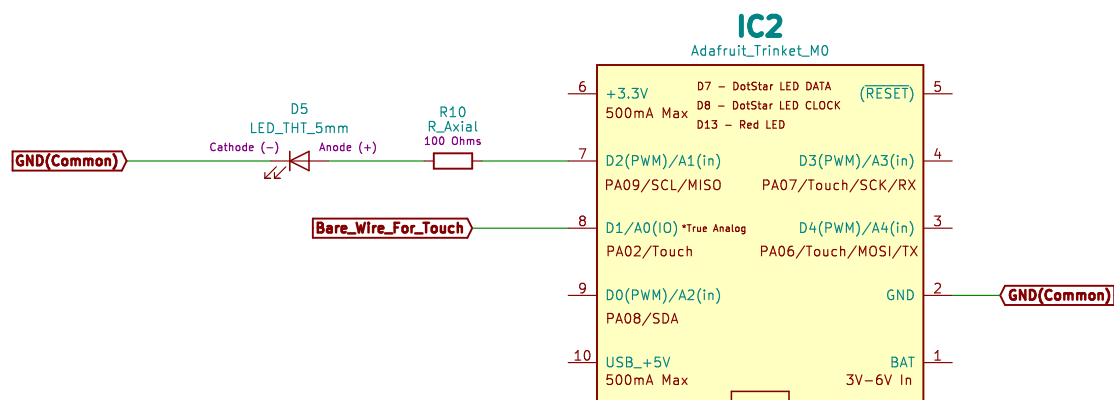 IC2
Adafruit_Trinket_M0
6
+3.3V
500mA Max
D7 - DotStar LED DATA
D8 - DotStar LED CLOCK
D13 - Red LED
(RESET)
5
D5
LED_THT_5mm
Cathode (-)
Anode (+)
R10
R_Axial
100 Ohms
GND(Common)
7
D2(PWM)/A1(in)
PA09/SCL/MISO
D3(PWM)/A3(in)
PA07/Touch/SCK/RX
4
Bare_Wire_For_Touch
8
D1/A0(IO) *True Analog
PA02/Touch
D4(PWM)/A4(in)
PA06/Touch/MOSI/TX
3
9
D0(PWM)/A2(in)
PA08/SDA
GND
2
GND(Common)
10
USB_+5V
500mA Max
BAT
3V-6V In
1